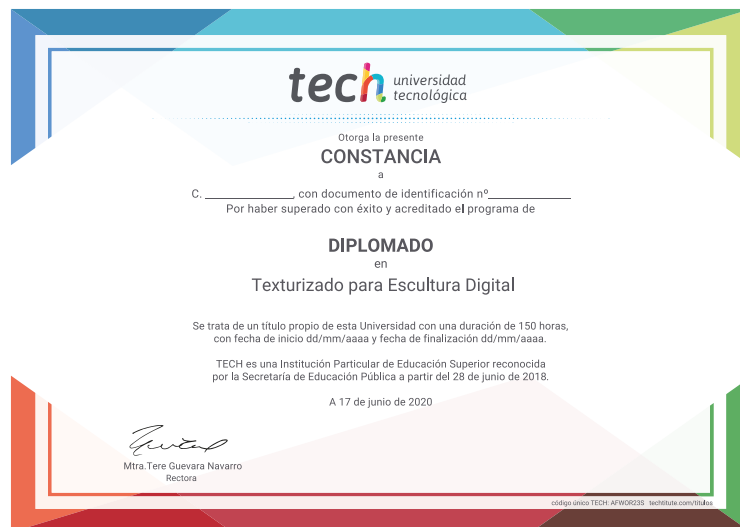 tech universidad
tecnológica
Otorga la presente
CONSTANCIA
a
C. ______________, con documento de identificación nº______________
Por haber superado con éxito y acreditado el programa de
DIPLOMADO
en
Texturizado para Escultura Digital
Se trata de un título propio de esta Universidad con una duración de 150 horas,
con fecha de inicio dd/mm/aaaa y fecha de finalización dd/mm/aaaa.
TECH es una Institución Particular de Educación Superior reconocida
por la Secretaría de Educación Pública a partir del 28 de junio de 2018.
A 17 de junio de 2020
Mtra.Tere Guevara Navarro
Rectora
código único TECH: AFWOR23S techtitute.com/titulos